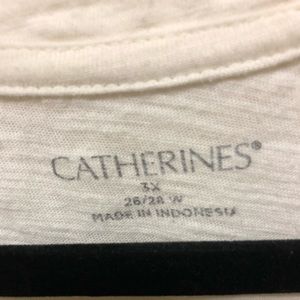 CATHERINES®
3X
26/28 W
MADE IN INDONESIA